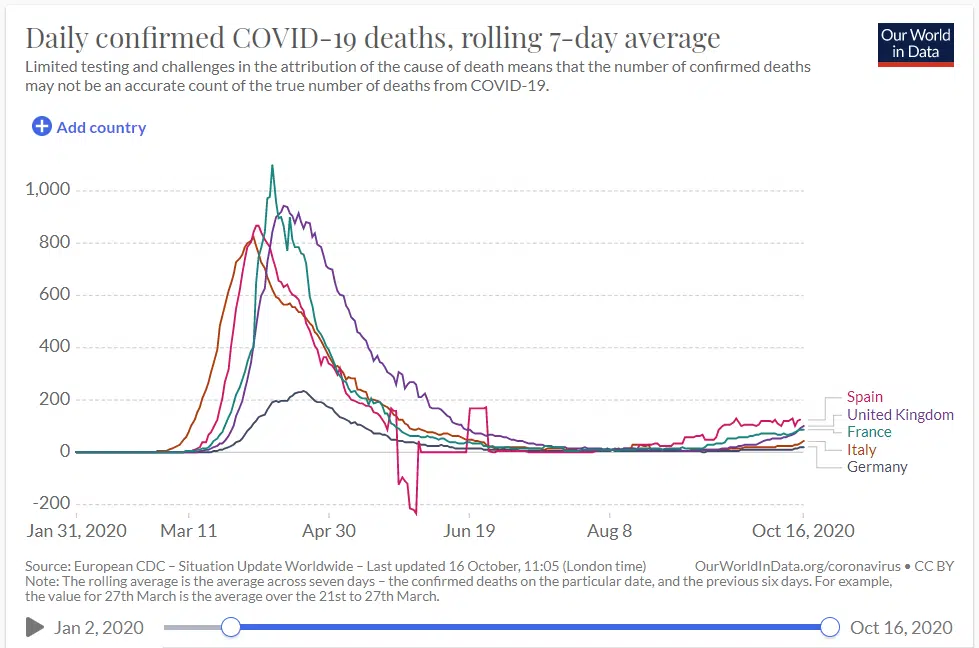 Daily confirmed COVID-19 deaths, rolling 7-day average
Our World
in Data
Limited testing and challenges in the attribution of the cause of death means that the number of confirmed deaths
may not be an accurate count of the true number of deaths from COVID-19.
Add country
1,000
800
600
400
200
0
-200
Spain
United Kingdom
France
Italy
Germany
Jan 31, 2020 Mar 11 Apr 30 Jun 19 Aug 8 Oct 16, 2020
Source: European CDC – Situation Update Worldwide – Last updated 16 October, 11:05 (London time) OurWorldInData.org/coronavirus • CC BY
Note: The rolling average is the average across seven days – the confirmed deaths on the particular date, and the previous six days. For example,
the value for 27th March is the average over the 21st to 27th March.
Jan 2, 2020 Oct 16, 2020